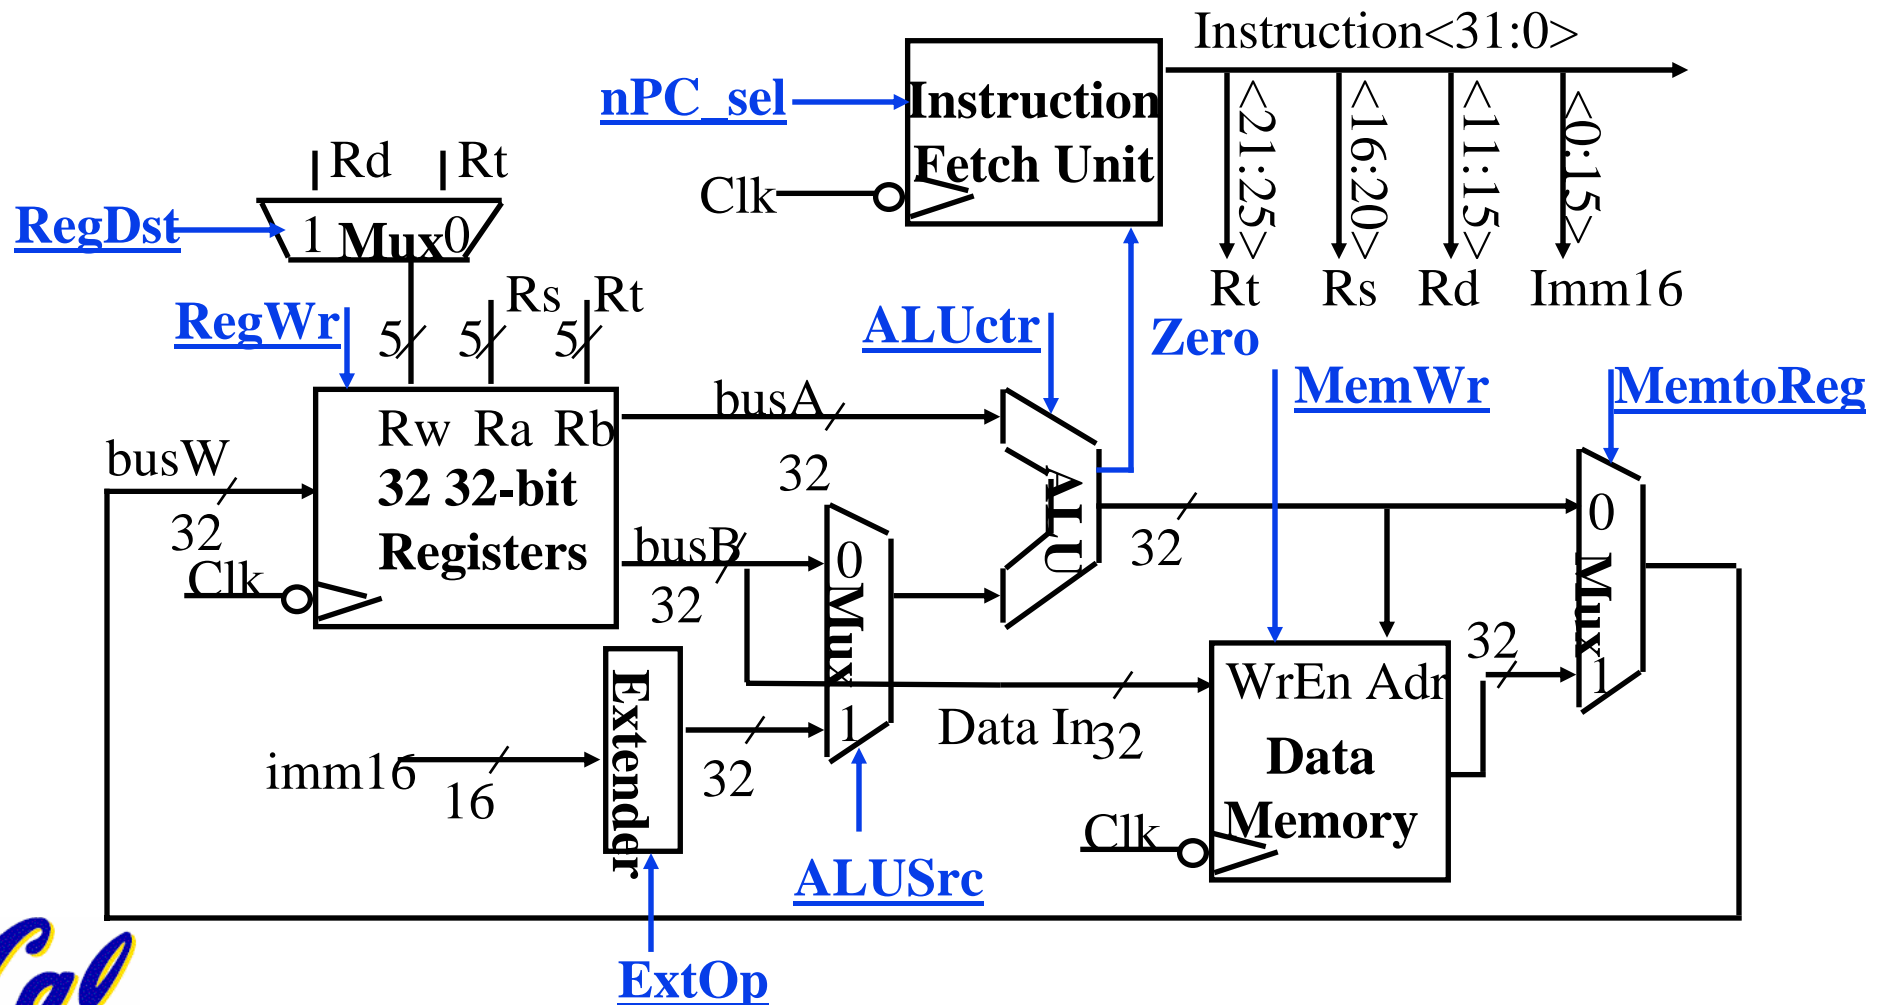 Instruction<31:0>
nPC_sel
Instruction
Fetch Unit
Clk
<21:25>
<16:20>
<11:15>
<0:15>
Rt
Rs
Rd
Imm16
Rd
Rt
RegDst
1 Mux 0
RegWr
5
5
5
Rs
Rt
ALUctr
Zero
MemWr
MemtoReg
busW
32
Rw Ra Rb
32 32-bit
Registers
Clk
busA
32
busB
32
0
Mux
1
ALU
32
imm16
16
Extender
32
Data In
32
WrEn Adr
Data
Memory
Clk
32
0
Mux
1
ALUSrc
ExtOp
Cal